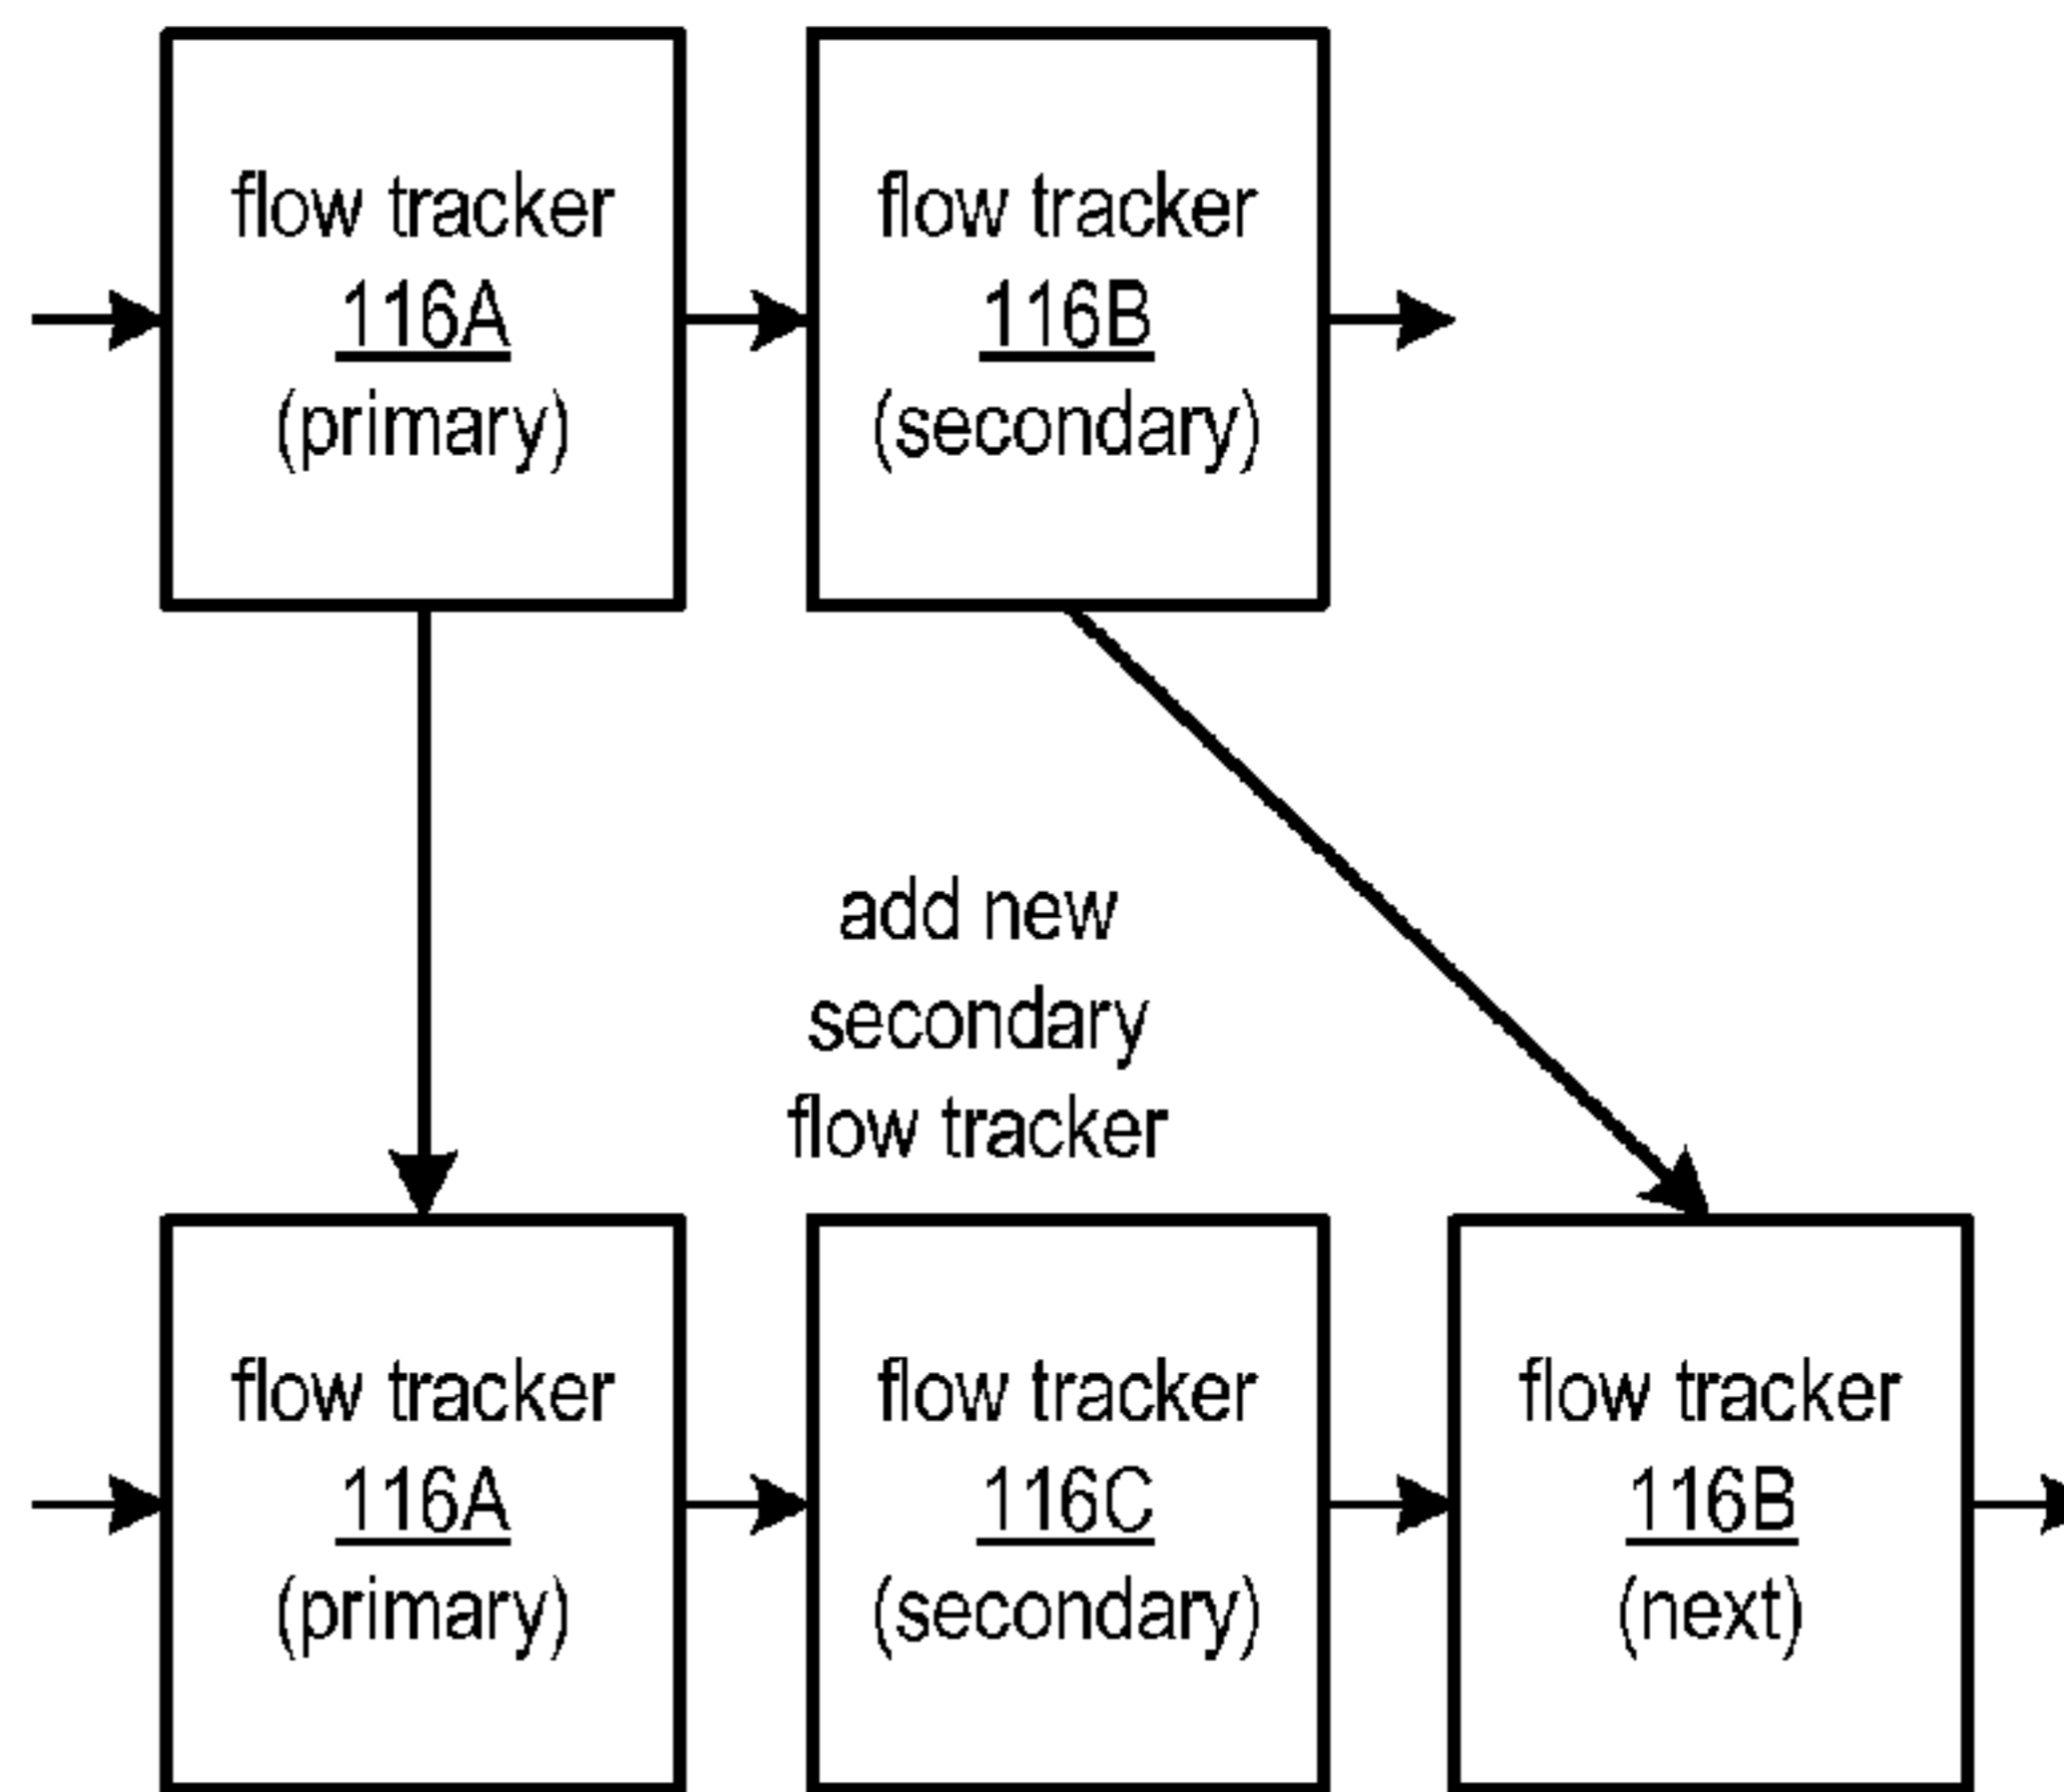 flow tracker
116A
(primary)
flow tracker
116B
(secondary)
add new
secondary
flow tracker
flow tracker
116A
(primary)
flow tracker
116C
(secondary)
flow tracker
116B
(next)